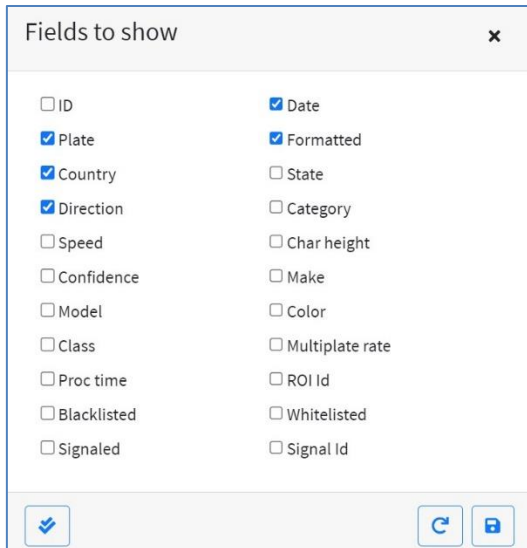 Fields to show
ID Date
Plate Formatted
Country State
Direction Category
Speed Char height
Confidence Make
Model Color
Class Multiplate rate
Proc time ROI Id
Blacklisted Whitelisted
Signaled Signal Id